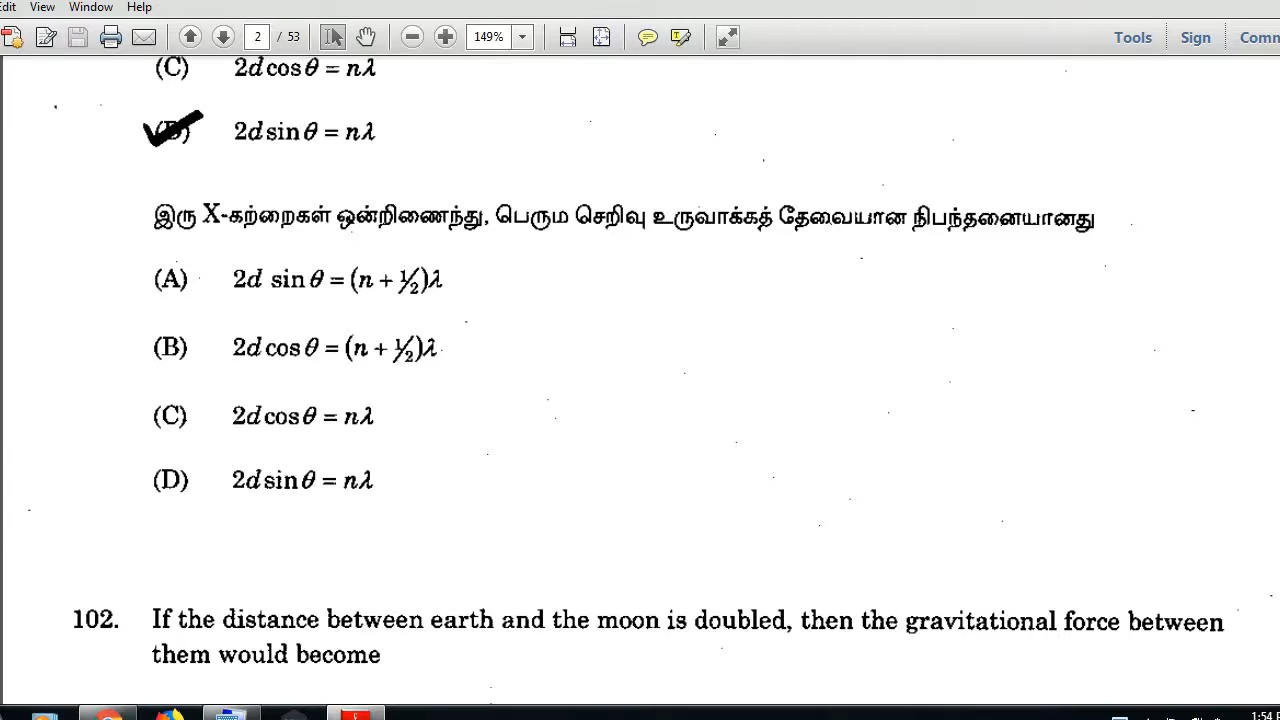 Edit View Window Help
2 / 53 149% Tools Sign Comm
(C) 2d cos θ = nλ
(D) 2d sin θ = nλ
இரு X-கற்றைகள் ஒன்றிணைந்து, பெரும செறிவு உருவாக்கத் தேவையான நிபந்தனையானது
(A) 2d sin θ = (n + 1/2)λ
(B) 2d cos θ = (n + 1/2)λ
(C) 2d cos θ = nλ
(D) 2d sin θ = nλ
102. If the distance between earth and the moon is doubled, then the gravitational force between
them would become
1:54